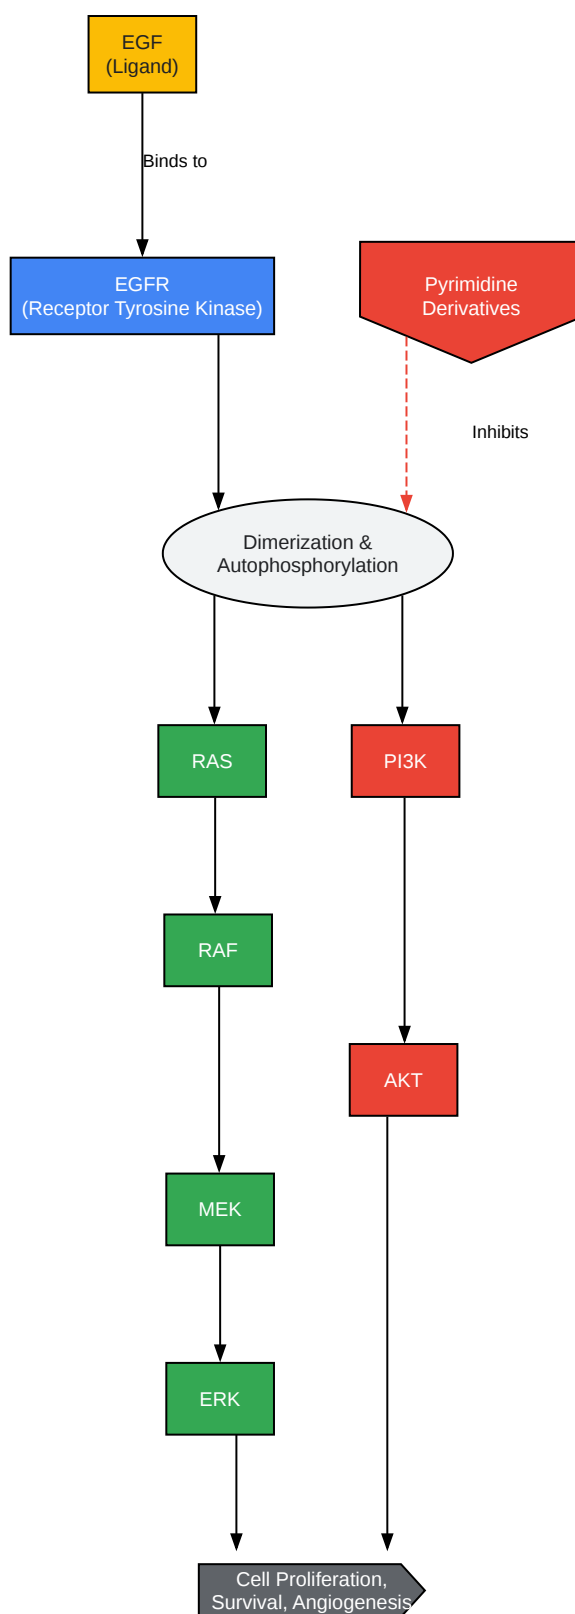 EGF
(Ligand)
Binds to
EGFR
(Receptor Tyrosine Kinase)
Pyrimidine
Derivatives
Inhibits
Dimerization &
Autophosphorylation
RAS
PI3K
RAF
AKT
MEK
ERK
Cell Proliferation,
Survival, Angiogenesis